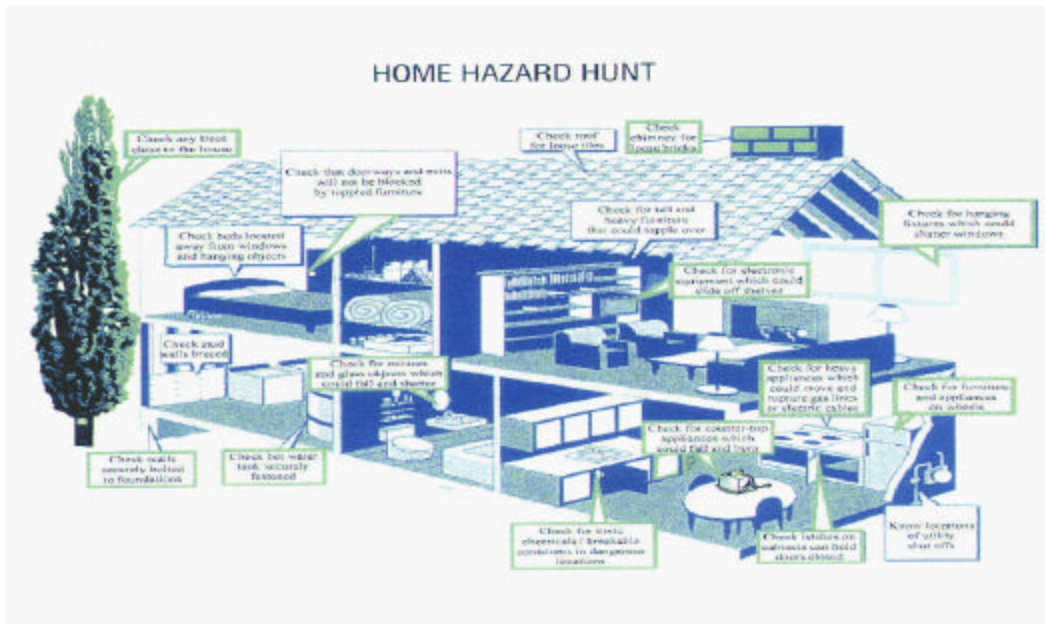 HOME HAZARD HUNT
Check any trees
close to the house
Check roof
for loose tiles
Check
chimney for
loose bricks
Check that doorways and exits
will not be blocked
by toppled furniture
Check for tall and
heavy furniture
that could topple over
Check for hanging
fixtures which could
shatter windows
Check beds located
away from windows
and hanging objects
Check for electronic
equipment which could
slide off shelves
Check stud
walls braced
Check for mirrors
and glass objects which
could fall and shatter
Check for heavy
appliances which
could move and
rupture gas lines
or electric cables
Check for furniture
and appliances
on wheels
Check for counter-top
appliances which
could fall and burn
Check walls
securely bolted
to foundations
Check hot water
tank securely
fastened
Check for toxic
chemicals / breakable
containers in dangerous
locations
Check latches on
cabinets can hold
doors closed
Know locations
of utility
shut offs